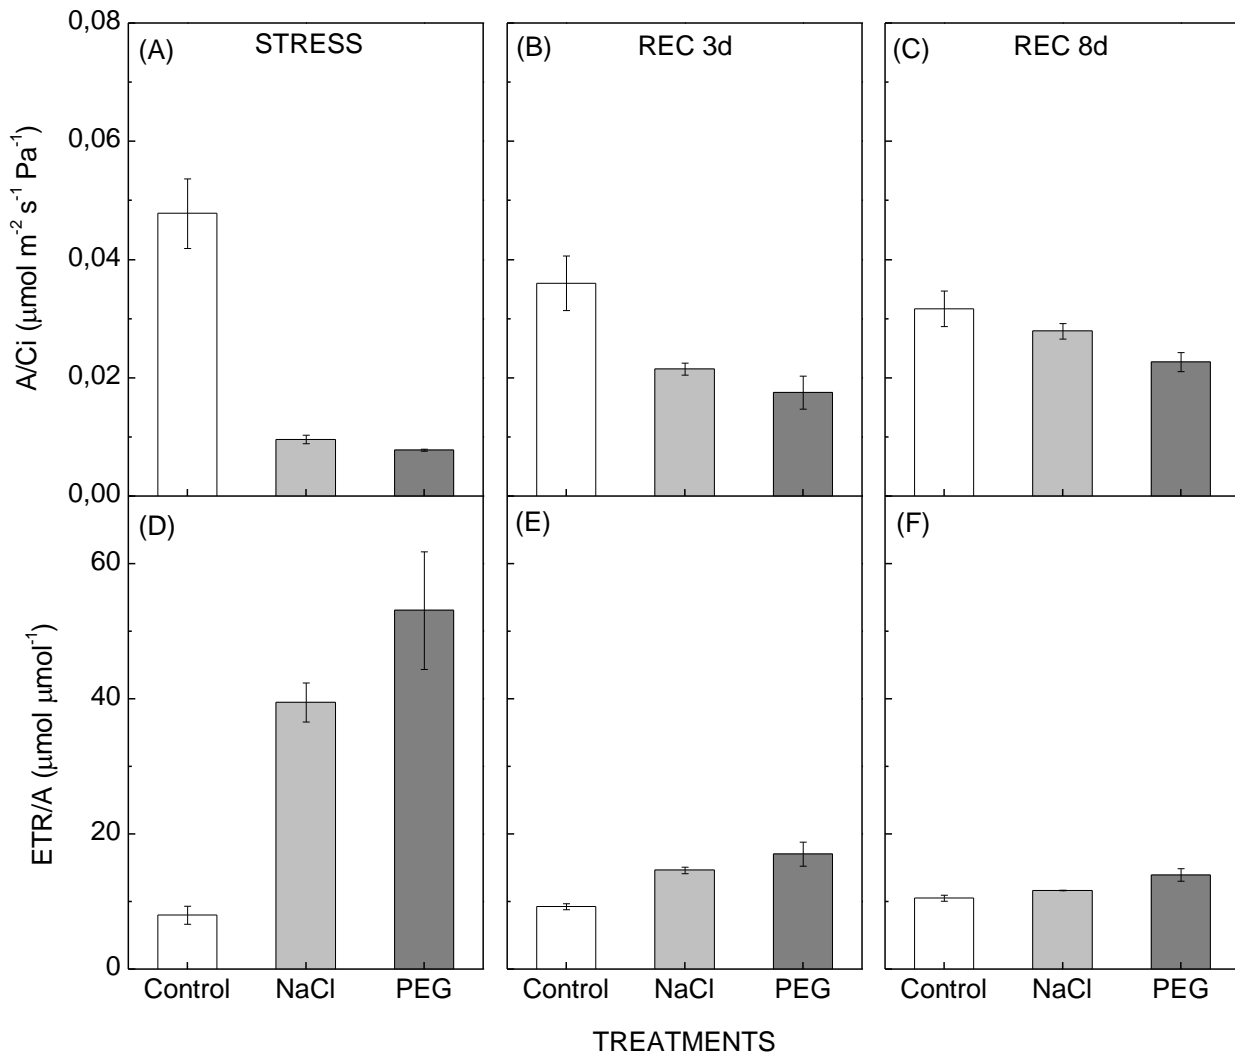 0,08
(A) STRESS
(B) REC 3d
(C) REC 8d
0,06
0,04
0,02
0,00
A/Ci (μmol m⁻² s⁻¹ Pa⁻¹)
(D)
(E)
(F)
60
40
20
0
ETR/A (μmol μmol⁻¹)
Control NaCl PEG
Control NaCl PEG
Control NaCl PEG
TREATMENTS